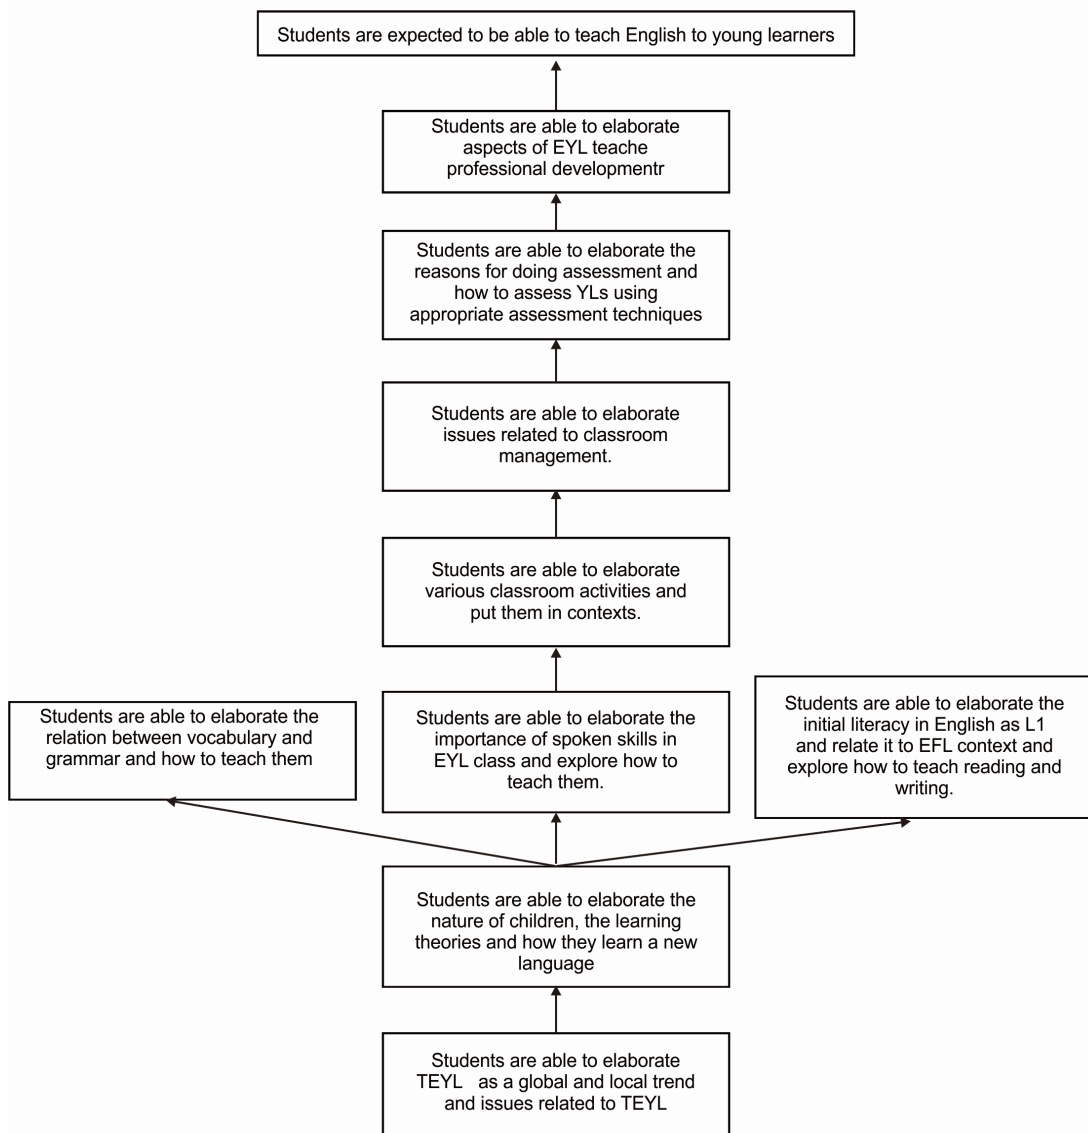 Students are expected to be able to teach English to young learners
Students are able to elaborate
aspects of EYL teache
professional developmentr
Students are able to elaborate the
reasons for doing assessment and
how to assess YLs using
appropriate assessment techniques
Students are able to elaborate
issues related to classroom
management.
Students are able to elaborate
various classroom activities and
put them in contexts.
Students are able to elaborate the
relation between vocabulary and
grammar and how to teach them
Students are able to elaborate the
importance of spoken skills in
EYL class and explore how to
teach them.
Students are able to elaborate the
initial literacy in English as L1
and relate it to EFL context and
explore how to teach reading and
writing.
Students are able to elaborate the
nature of children, the learning
theories and how they learn a new
language
Students are able to elaborate
TEYL as a global and local trend
and issues related to TEYL